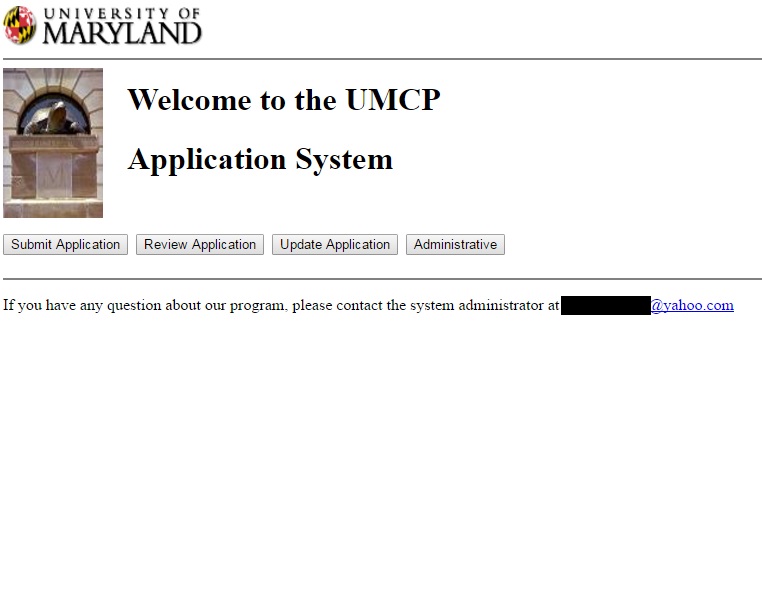 UNIVERSITY OF
MARYLAND
Welcome to the UMCP
Application System
Submit Application Review Application Update Application Administrative
If you have any question about our program, please contact the system administrator at @yahoo.com